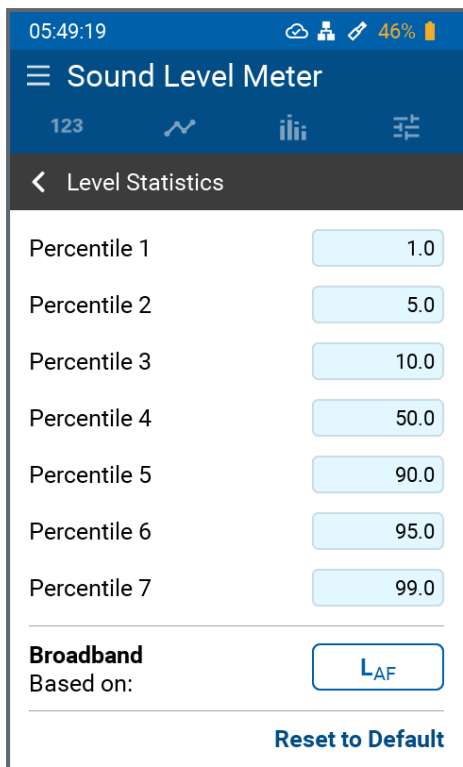 05:49:19 46%
Sound Level Meter
123
Level Statistics
Percentile 1 1.0
Percentile 2 5.0
Percentile 3 10.0
Percentile 4 50.0
Percentile 5 90.0
Percentile 6 95.0
Percentile 7 99.0
Broadband
Based on: LAF
Reset to Default